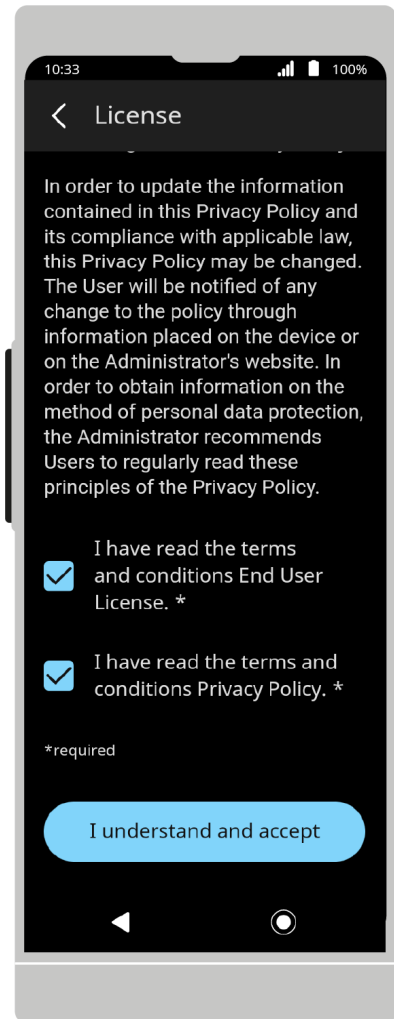 10:33 100%
License
In order to update the information
contained in this Privacy Policy and
its compliance with applicable law,
this Privacy Policy may be changed.
The User will be notified of any
change to the policy through
information placed on the device or
on the Administrator's website. In
order to obtain information on the
method of personal data protection,
the Administrator recommends
Users to regularly read these
principles of the Privacy Policy.
I have read the terms
and conditions End User
License. *
I have read the terms and
conditions Privacy Policy. *
*required
I understand and accept